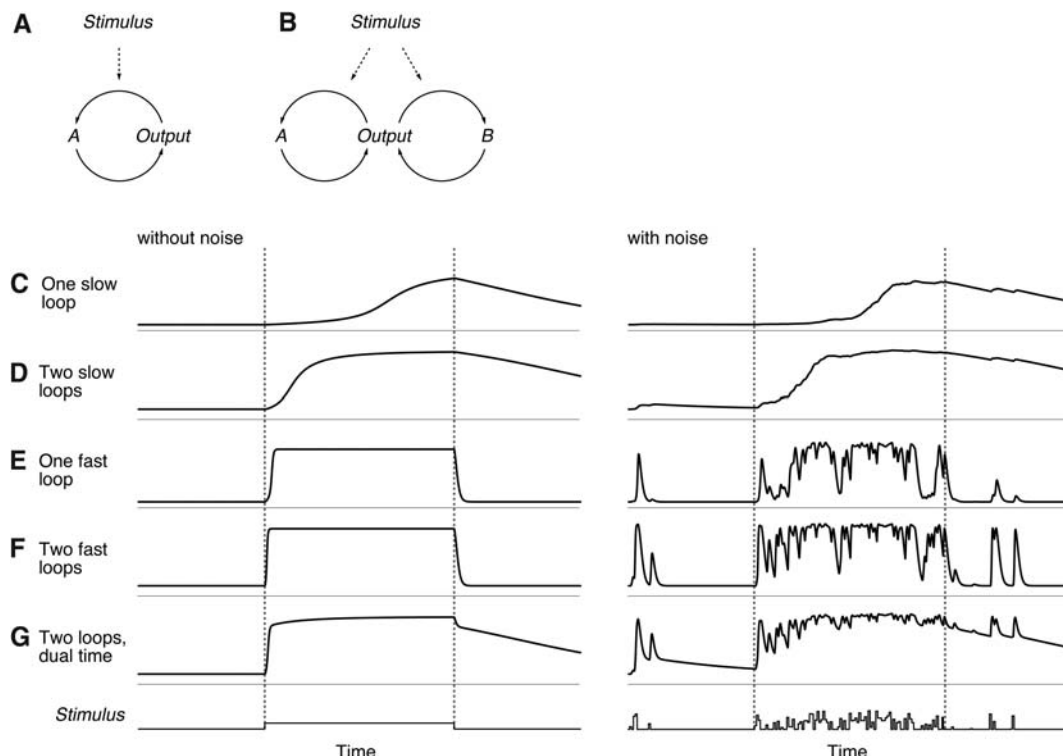 A Stimulus
B Stimulus
A Output
A Output B
without noise
with noise
C One slow
loop
D Two slow
loops
E One fast
loop
F Two fast
loops
G Two loops,
dual time
Stimulus
Time
Time